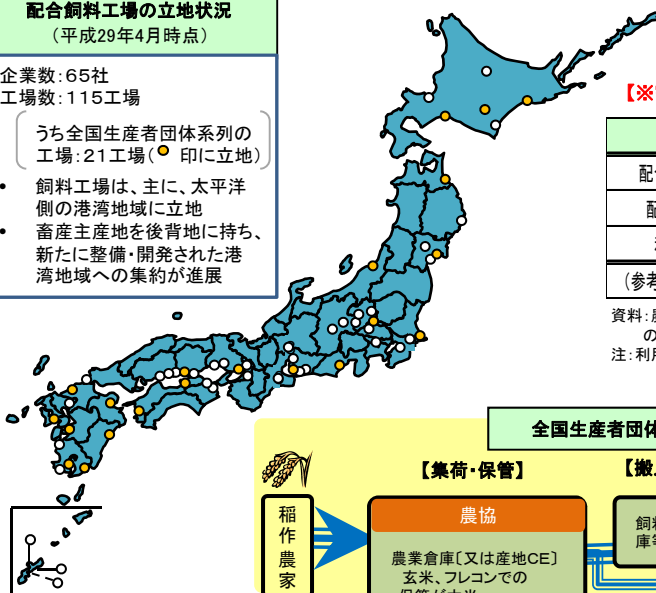 配合飼料工場の立地状況
(平成29年4月時点)
企業数:65社
工場数:115工場
うち全国生産者団体系列の
工場:21工場( 印に立地)
• 飼料工場は、主に、太平洋
側の港湾地域に立地
• 畜産主産地を後背地に持ち、
新たに整備・開発された港
湾地域への集約が進展
【※
配
配
(参考
資料:
の
注:利
全国生産者団体
【集荷・保管】
【搬
稲作農家
農協
農業倉庫〔又は産地CE〕
玄米、フレコンでの
飼料
庫等